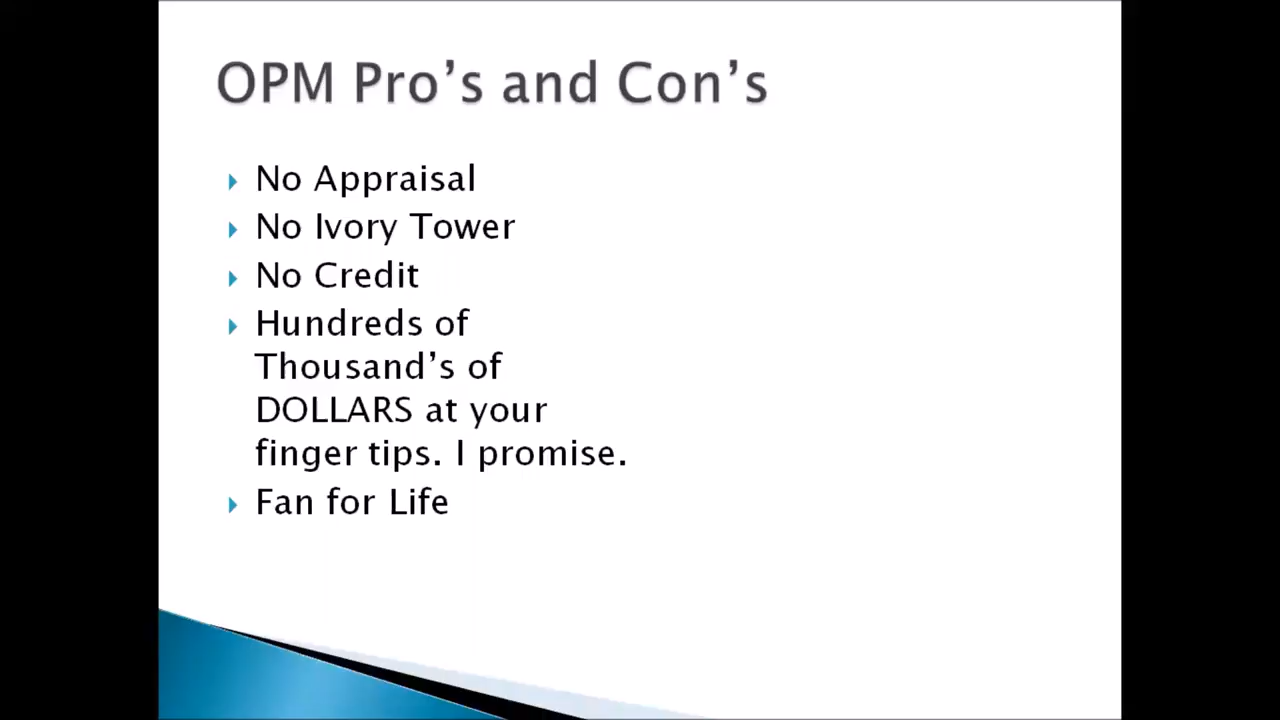 OPM Pro’s and Con’s
No Appraisal
No Ivory Tower
No Credit
Hundreds of
Thousand’s of
DOLLARS at your
finger tips. I promise.
Fan for Life